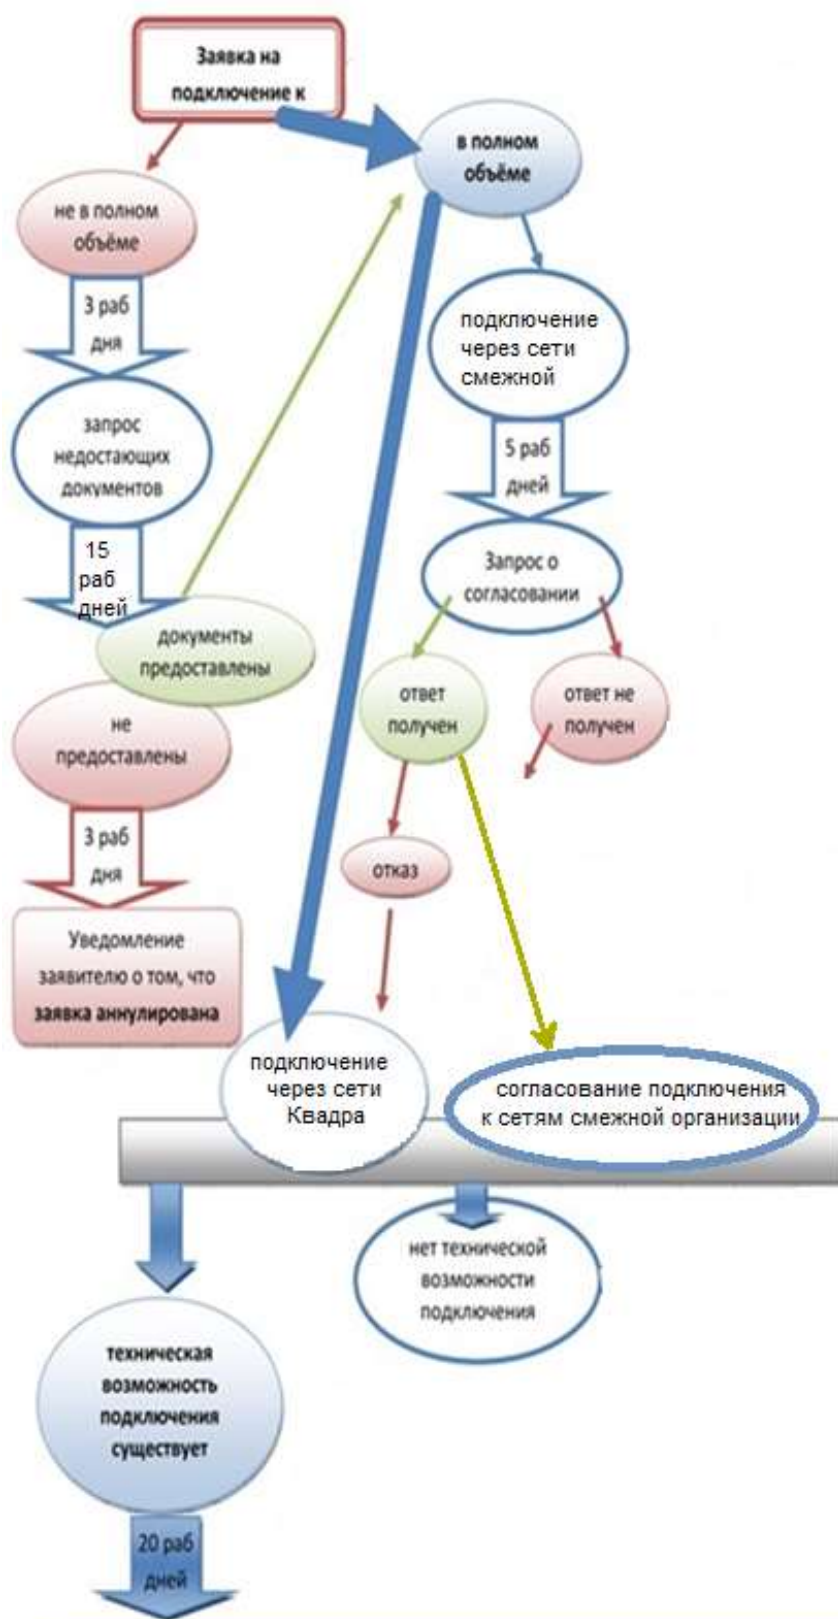 Заявка на
подключение к
в полном
объёме
не в полном
объёме
3 раб
дня
запрос
недостающих
документов
15
раб
дней
документы
предоставлены
не
предоставлены
3 раб
дня
Уведомление
заявителю о том, что
заявка аннулирована
подключение
через сети
смежной
5 раб
дней
Запрос о
согласовании
ответ
получен
ответ не
получен
отказ
подключение
через сети
Квадра
согласование подключения
к сетям смежной организации
нет технической
возможности
подключения
техническая
возможность
подключения
существует
20 раб
дней